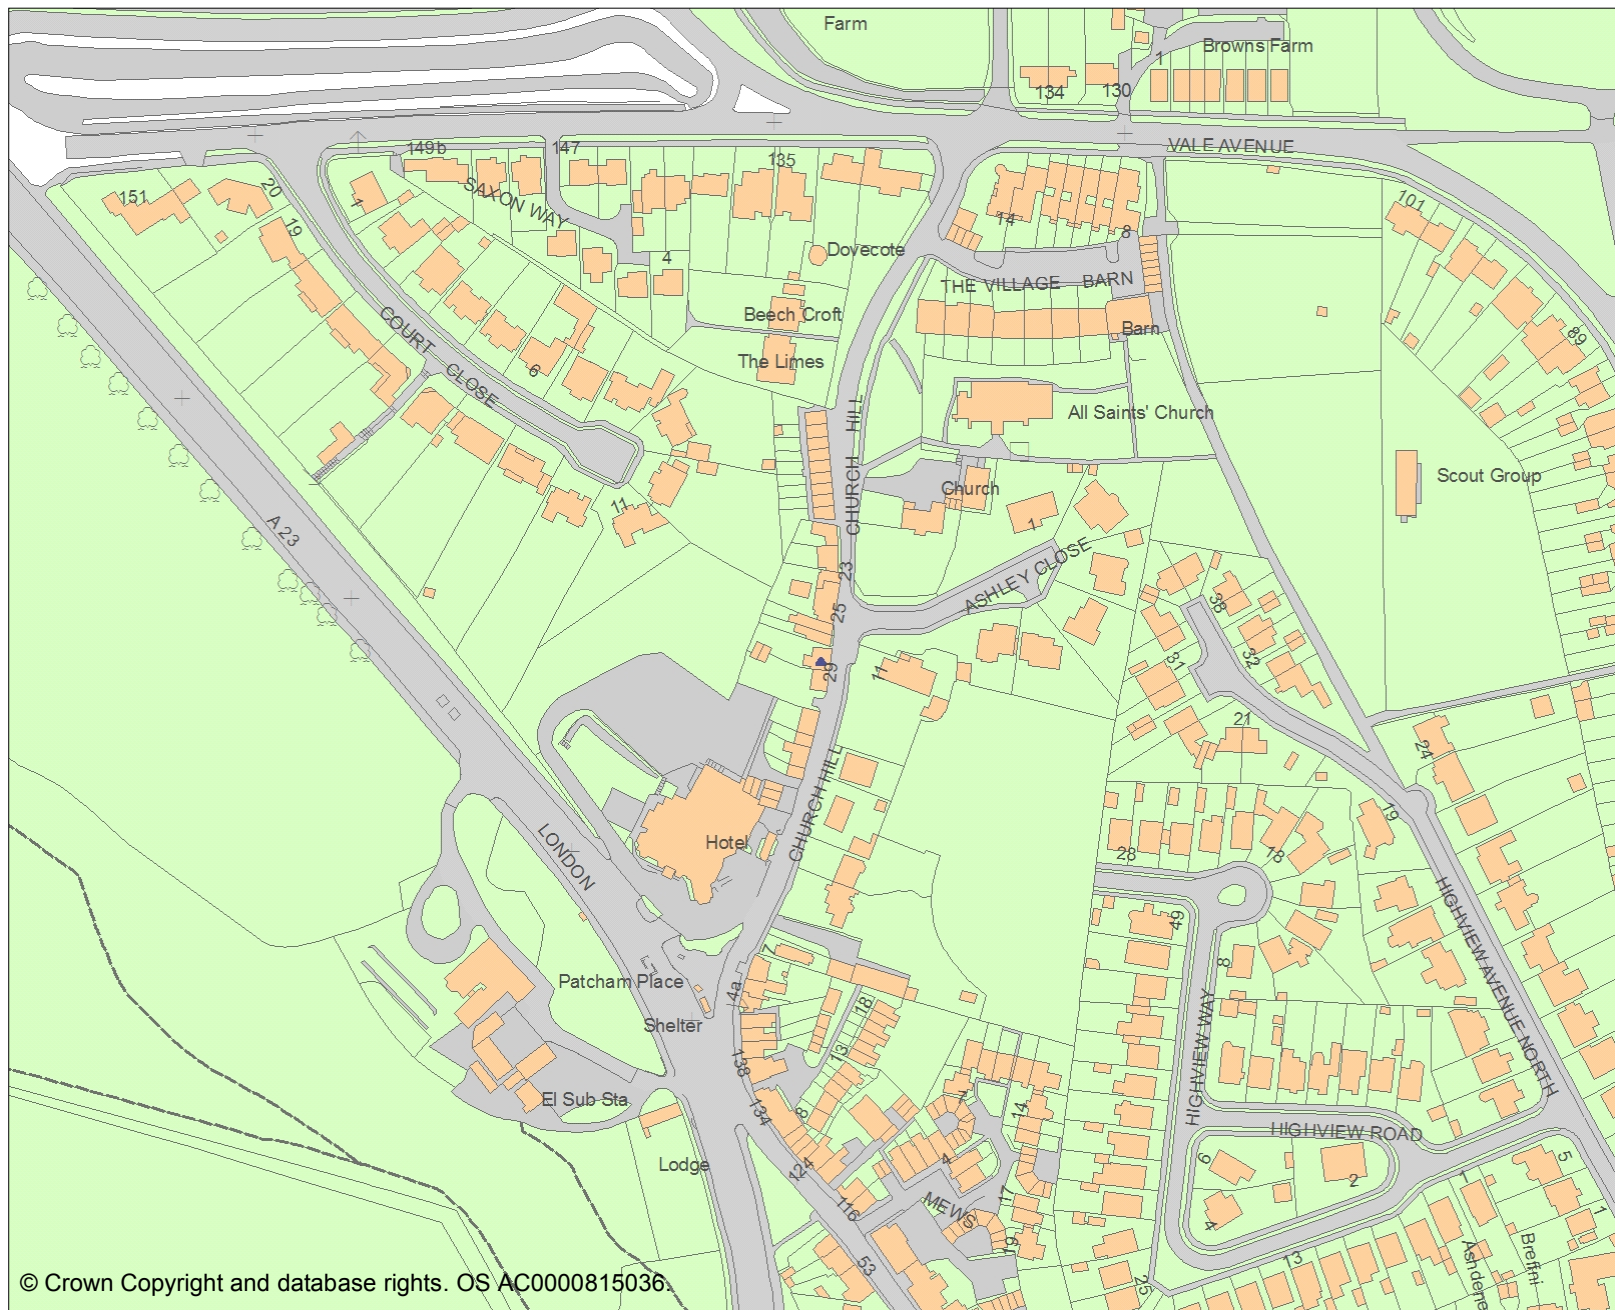 Farm
Browns Farm
1
134
130
VALE AVENUE
149b
147
135
151
20
1
SAXON WAY
19
101
14
8
Dovecote
4
THE VILLAGE BARN
Beech Croft
Barn
COURT CLOSE
The Limes
89
6
CHURCH HILL
All Saints' Church
Scout Group
Church
11
1
A 23
23
ASHLEY CLOSE
25
38
32
31
29
11
21
24
CHURCH HILL
19
LONDON
Hotel
28
18
HIGHVIEW AVENUE NORTH
49
7
8
Patcham Place
4a
18
Shelter
HIGHVIEW WAY
13
138
El Sub Sta
134
8
7
14
HIGHVIEW ROAD
Lodge
124
4
6
2
1
5
17
116
MEWS
4
1
19
53
13
25
Ashdene
Breffni
© Crown Copyright and database rights. OS AC0000815036.